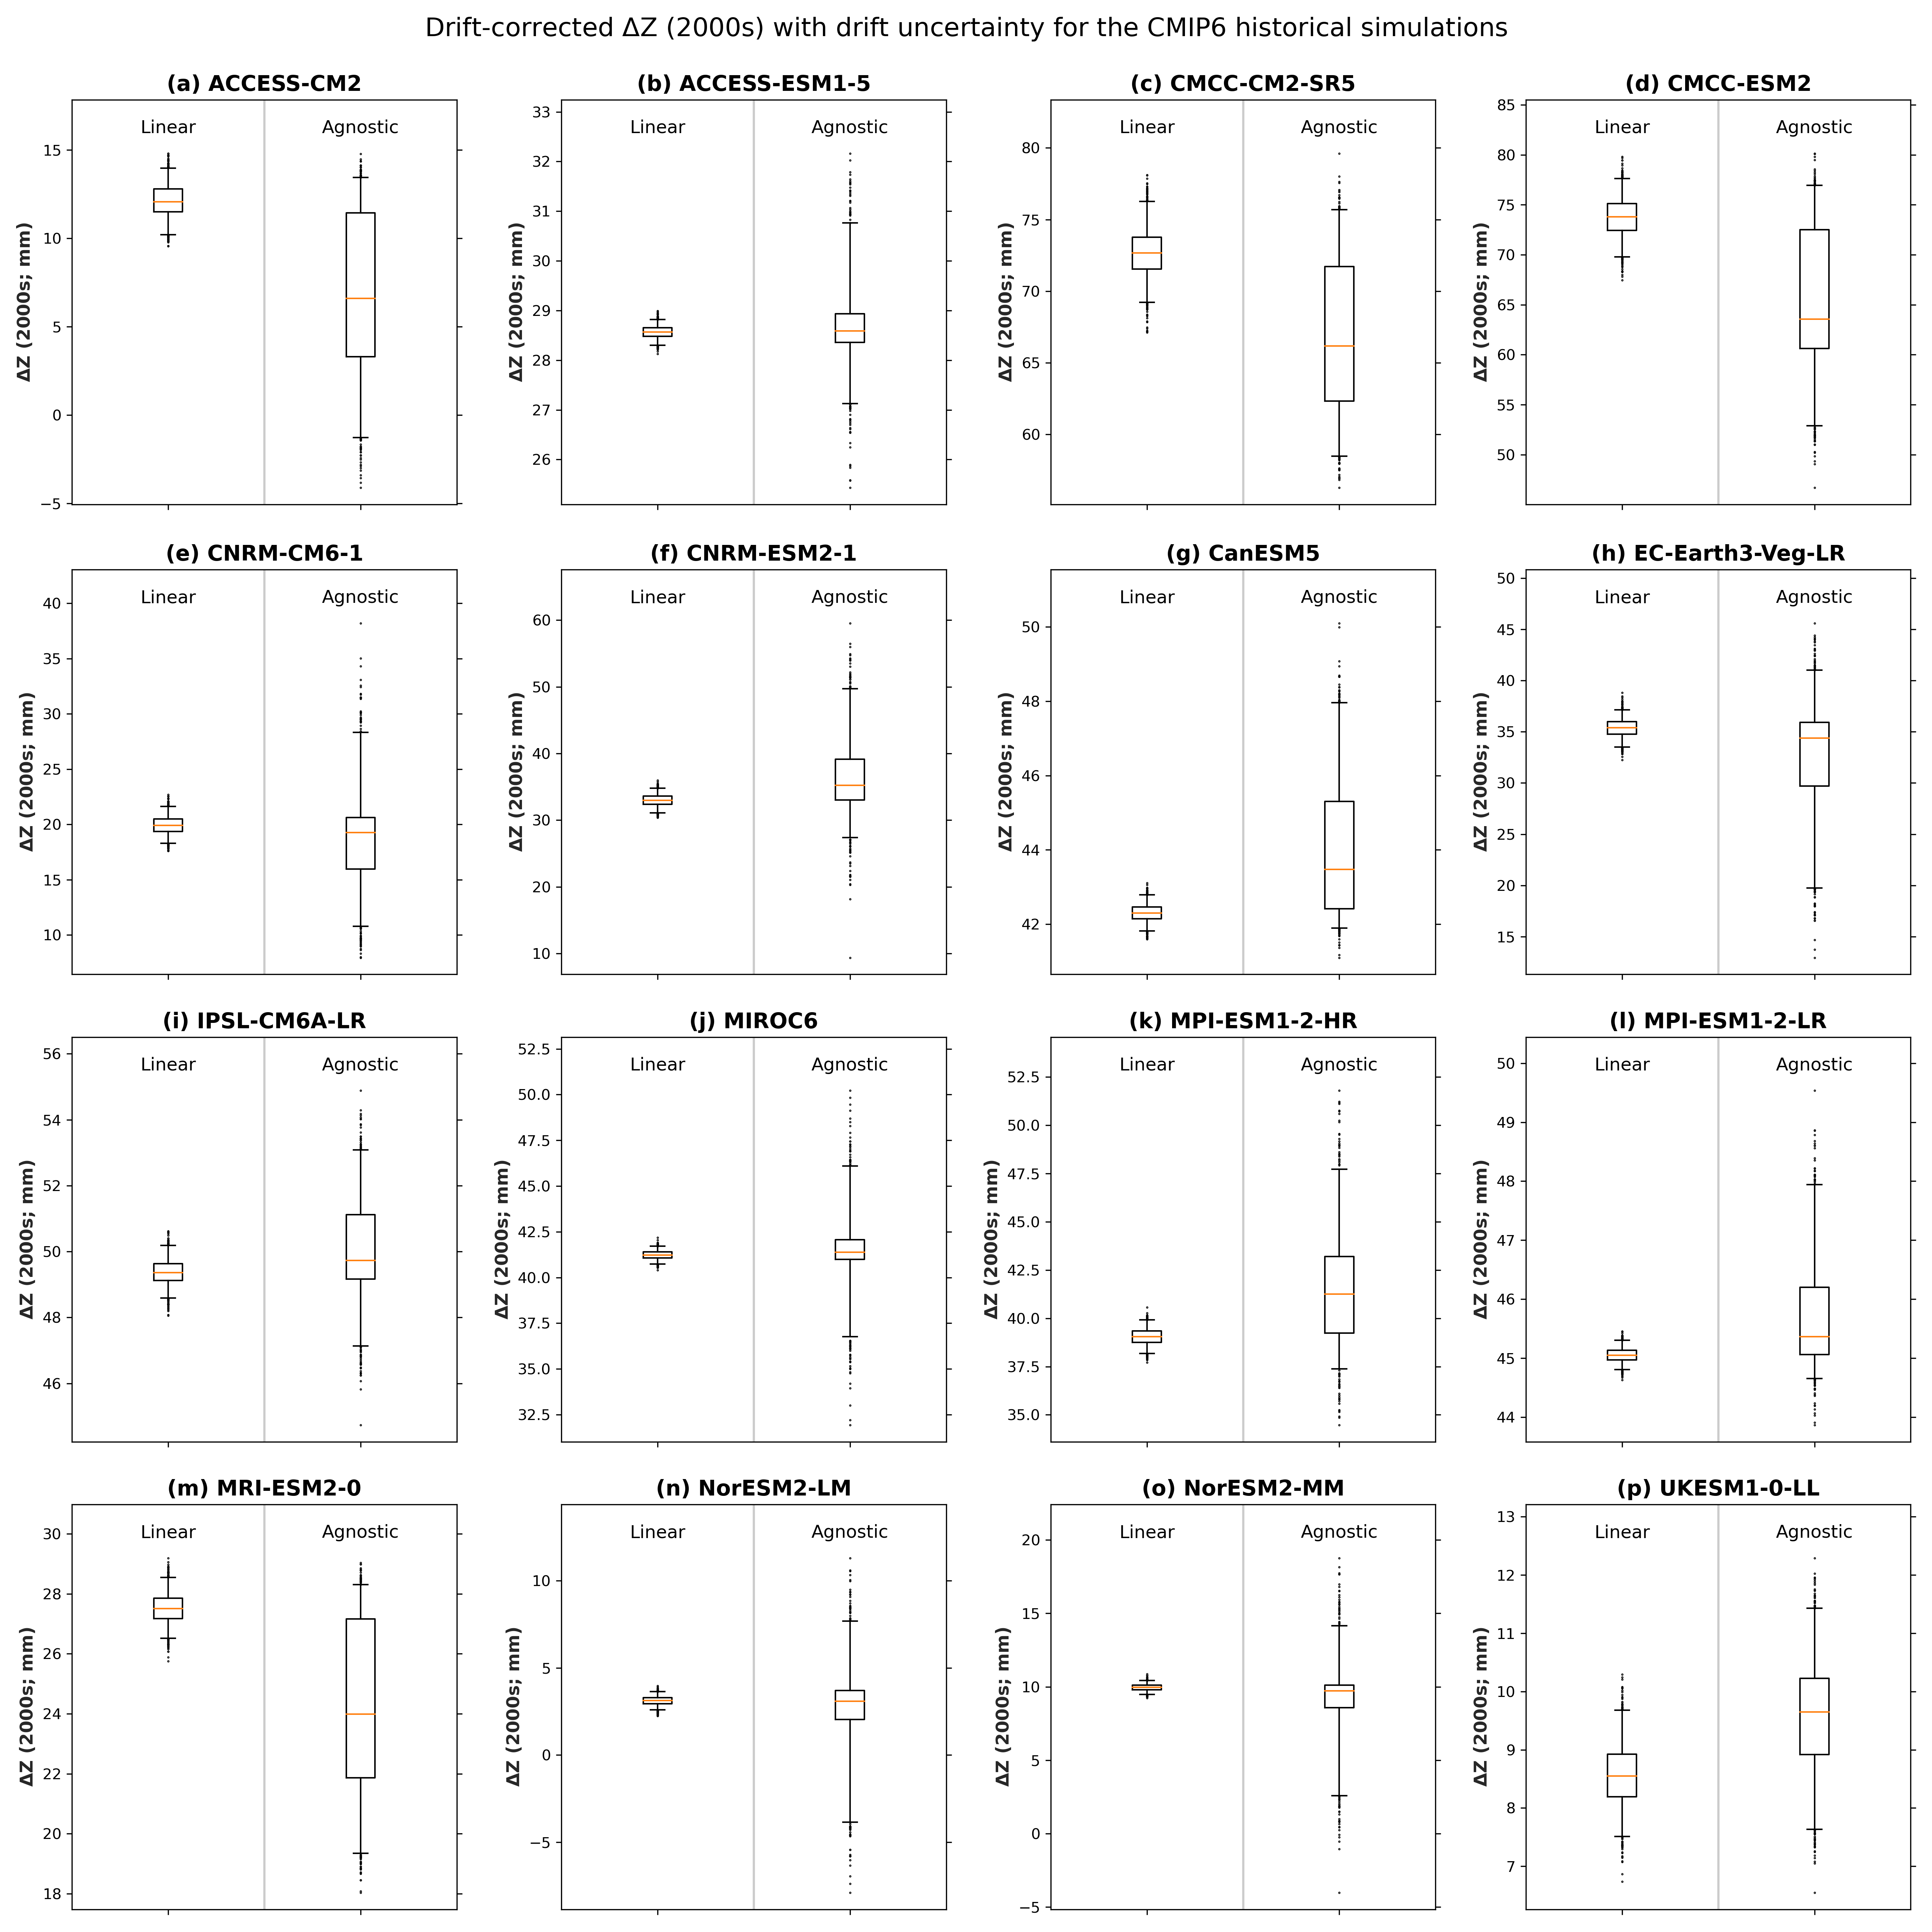 Drift-corrected ΔZ (2000s) with drift uncertainty for the CMIP6 historical simulations
(a) ACCESS-CM2
Linear
Agnostic
ΔZ (2000s; mm)
15
10
5
0
−5
(b) ACCESS-ESM1-5
Linear
Agnostic
ΔZ (2000s; mm)
33
32
31
30
29
28
27
26
(c) CMCC-CM2-SR5
Linear
Agnostic
ΔZ (2000s; mm)
80
75
70
65
60
(d) CMCC-ESM2
Linear
Agnostic
ΔZ (2000s; mm)
85
80
75
70
65
60
55
50
(e) CNRM-CM6-1
Linear
Agnostic
ΔZ (2000s; mm)
40
35
30
25
20
15
10
(f) CNRM-ESM2-1
Linear
Agnostic
ΔZ (2000s; mm)
60
50
40
30
20
10
(g) CanESM5
Linear
Agnostic
ΔZ (2000s; mm)
50
48
46
44
42
(h) EC-Earth3-Veg-LR
Linear
Agnostic
ΔZ (2000s; mm)
50
45
40
35
30
25
20
15
(i) IPSL-CM6A-LR
Linear
Agnostic
ΔZ (2000s; mm)
56
54
52
50
48
46
(j) MIROC6
Linear
Agnostic
ΔZ (2000s; mm)
52.5
50.0
47.5
45.0
42.5
40.0
37.5
35.0
32.5
(k) MPI-ESM1-2-HR
Linear
Agnostic
ΔZ (2000s; mm)
52.5
50.0
47.5
45.0
42.5
40.0
37.5
35.0
(l) MPI-ESM1-2-LR
Linear
Agnostic
ΔZ (2000s; mm)
50
49
48
47
46
45
44
(m) MRI-ESM2-0
Linear
Agnostic
ΔZ (2000s; mm)
30
28
26
24
22
20
18
(n) NorESM2-LM
Linear
Agnostic
ΔZ (2000s; mm)
10
5
0
−5
(o) NorESM2-MM
Linear
Agnostic
ΔZ (2000s; mm)
20
15
10
5
0
−5
(p) UKESM1-0-LL
Linear
Agnostic
ΔZ (2000s; mm)
13
12
11
10
9
8
7